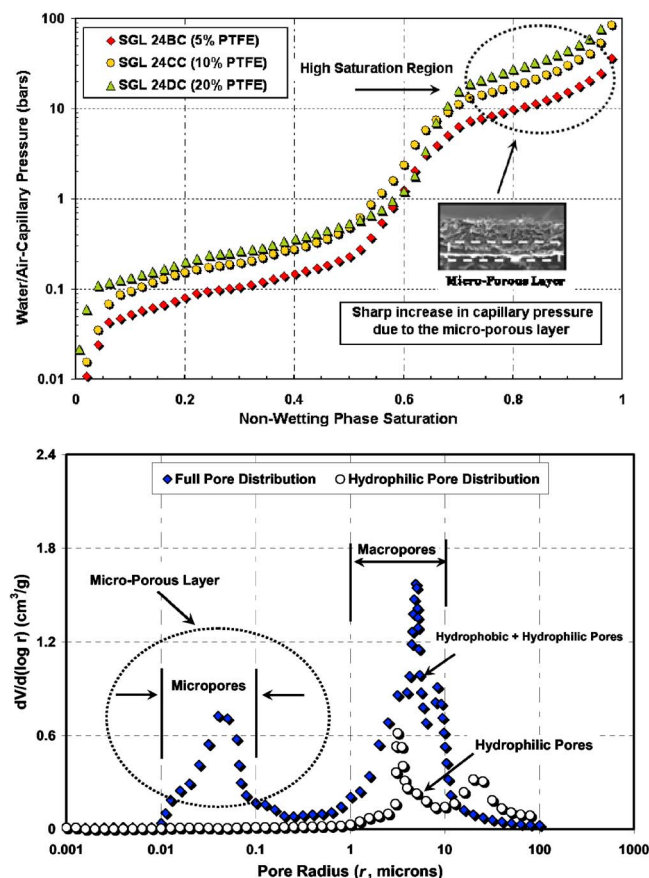 100
10
1
0.1
0.01
Water/Air-Capillary Pressure (bars)
SGL 24BC (5% PTFE)
SGL 24CC (10% PTFE)
SGL 24DC (20% PTFE)
High Saturation Region
Micro-Porous Layer
Sharp increase in capillary pressure
due to the micro-porous layer
0 0.2 0.4 0.6 0.8 1
Non-Wetting Phase Saturation
2.4
1.8
1.2
0.6
0
dV/d(log r) (cm³/g)
Full Pore Distribution Hydrophilic Pore Distribution
Macropores
Micro-Porous Layer
Hydrophobic + Hydrophilic Pores
Micropores
Hydrophilic Pores
0.001 0.01 0.1 1 10 100 1000
Pore Radius (r, microns)